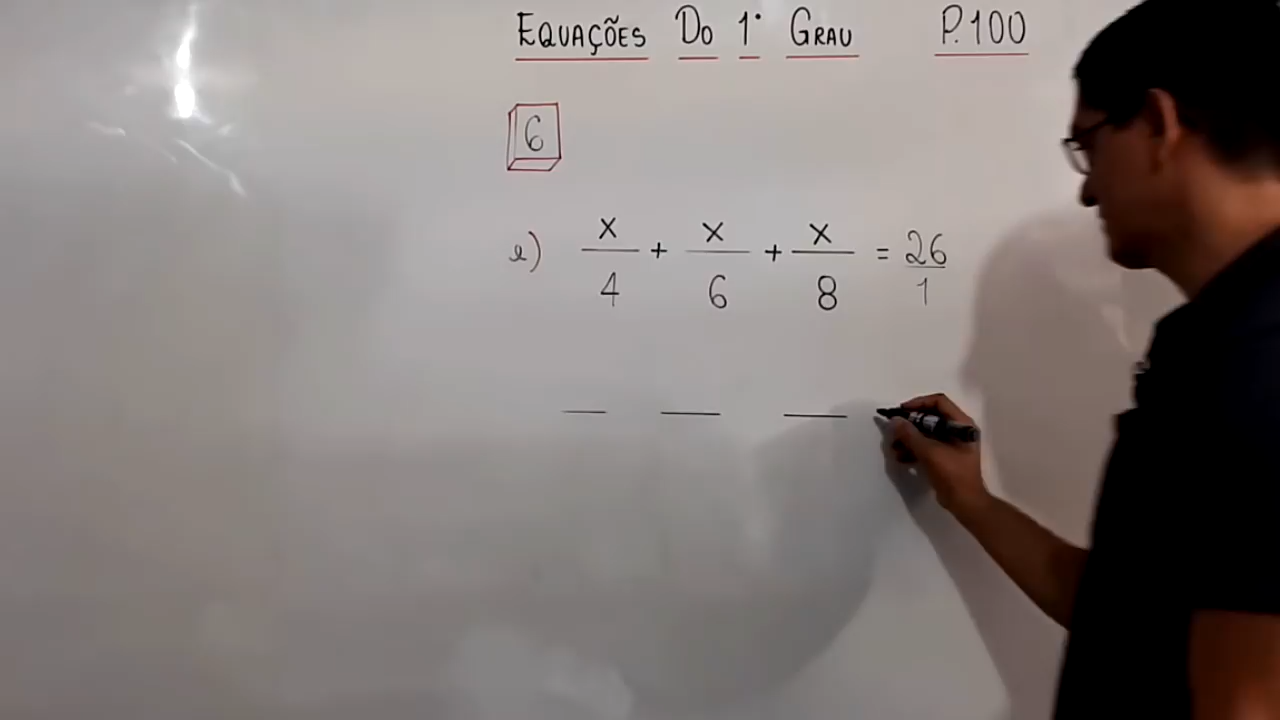 EQUAÇÕES DO 1° GRAU P.100
6
e) x/4 + x/6 + x/8 = 26/1